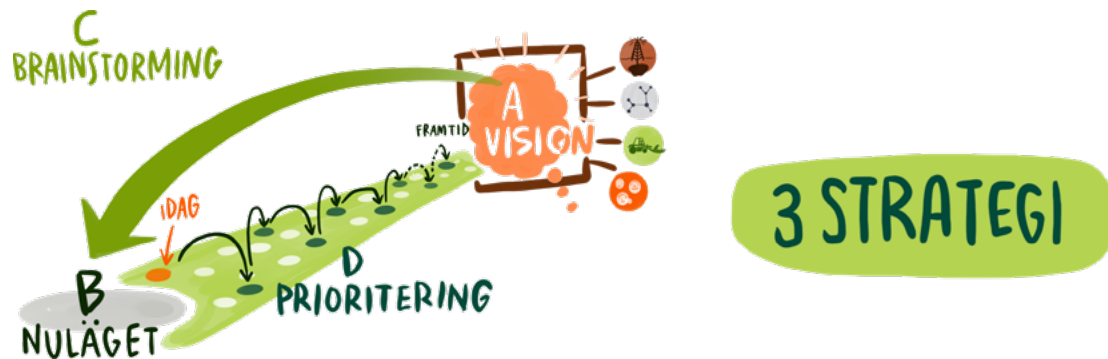 C
BRAINSTORMING
A
VISION
FRAMTID
IDAG
D
PRIORITERING
B
NULÄGET
3 STRATEGI